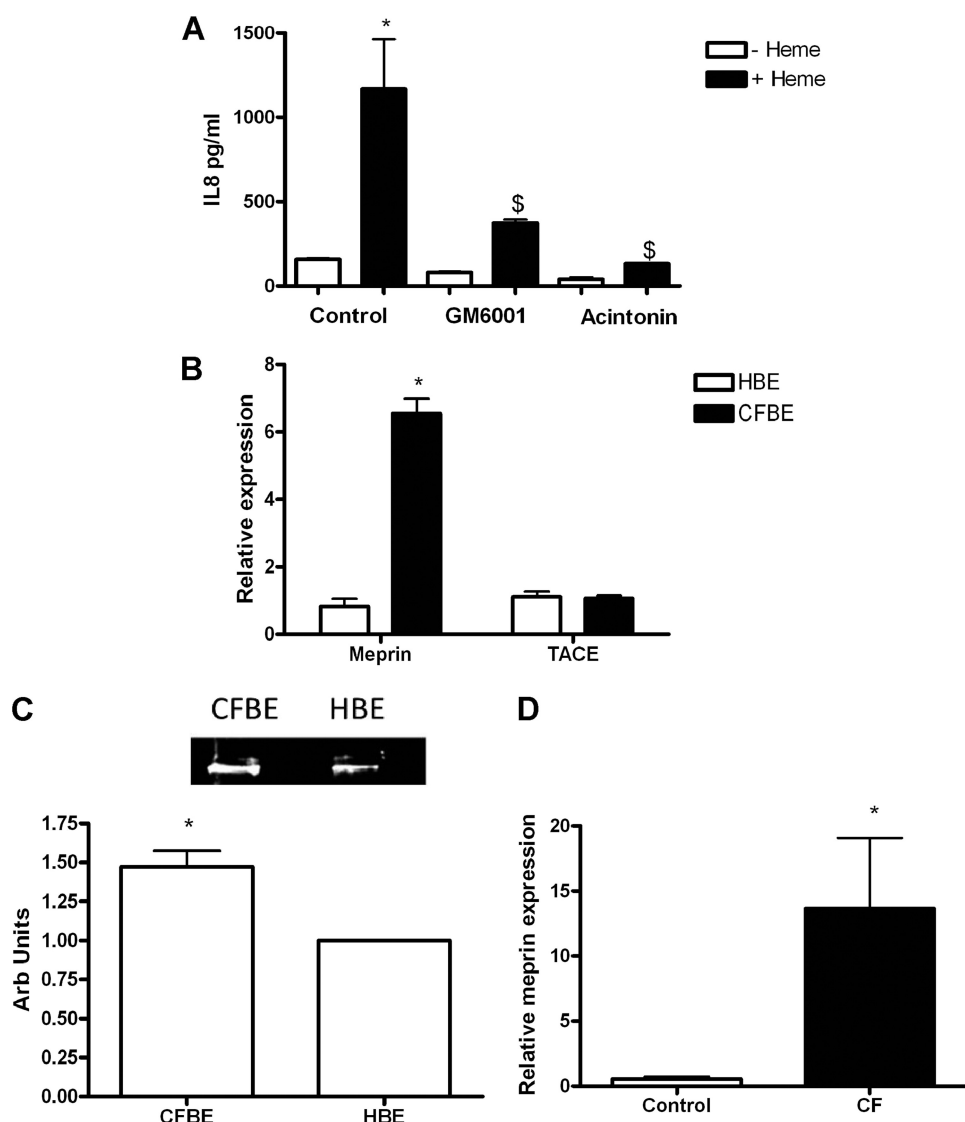 A
1500
1000
500
0
IL8 pg/ml
*
$
$
- Heme
+ Heme
Control GM6001 Acintonin
B
8
6
4
2
0
Relative expression
*
HBE
CFBE
Meprin TACE
C
CFBE HBE
1.75
1.50
1.25
1.00
0.75
0.50
0.25
0.00
Arb Units
*
CFBE HBE
D
20
15
10
5
0
Relative meprin expression
*
Control CF